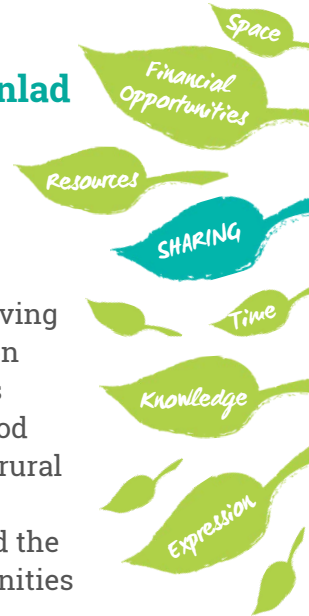 Space
nlad
Financial
Opportunities
Resources
SHARING
ving
n
s
Time
od
Knowledge
rural
d the
Expression
nities